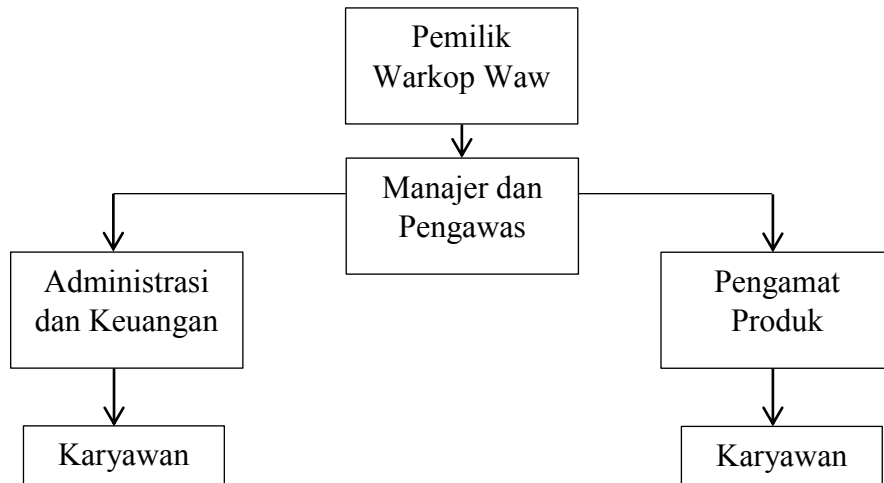 Pemilik
Warkop Waw
Manajer dan
Pengawas
Administrasi
dan Keuangan
Pengamat
Produk
Karyawan
Karyawan